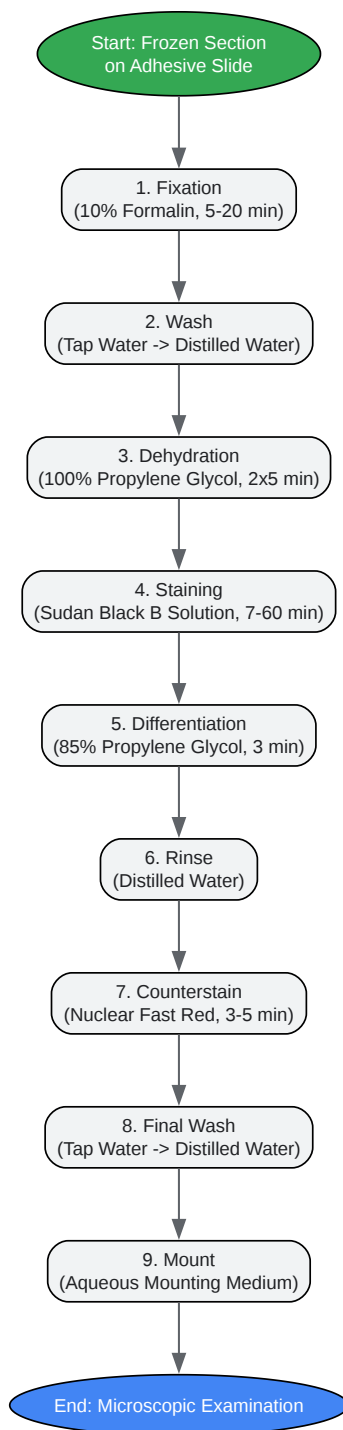 Start: Frozen Section
on Adhesive Slide
1. Fixation
(10% Formalin, 5-20 min)
2. Wash
(Tap Water -> Distilled Water)
3. Dehydration
(100% Propylene Glycol, 2x5 min)
4. Staining
(Sudan Black B Solution, 7-60 min)
5. Differentiation
(85% Propylene Glycol, 3 min)
6. Rinse
(Distilled Water)
7. Counterstain
(Nuclear Fast Red, 3-5 min)
8. Final Wash
(Tap Water -> Distilled Water)
9. Mount
(Aqueous Mounting Medium)
End: Microscopic Examination